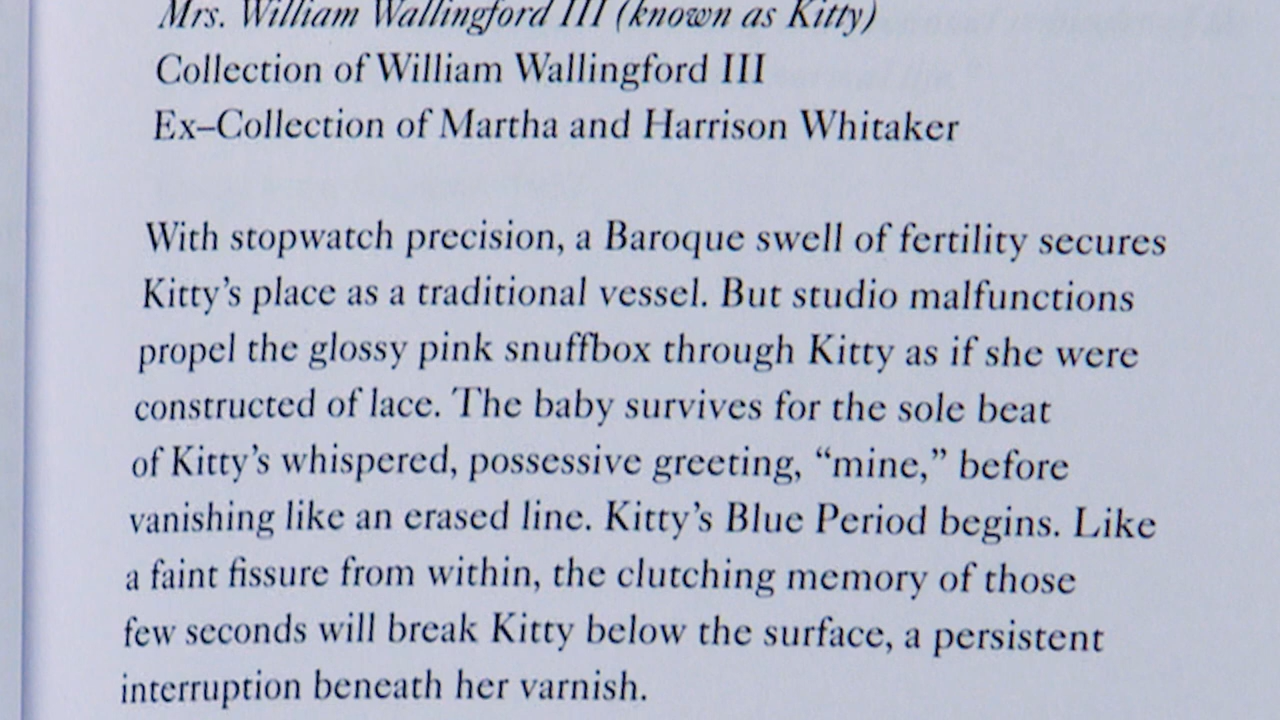 Mrs. William Wallingford III (known as Kitty)
Collection of William Wallingford III
Ex–Collection of Martha and Harrison Whitaker
With stopwatch precision, a Baroque swell of fertility secures
Kitty’s place as a traditional vessel. But studio malfunctions
propel the glossy pink snuffbox through Kitty as if she were
constructed of lace. The baby survives for the sole beat
of Kitty’s whispered, possessive greeting, “mine,” before
vanishing like an erased line. Kitty’s Blue Period begins. Like
a faint fissure from within, the clutching memory of those
few seconds will break Kitty below the surface, a persistent
interruption beneath her varnish.